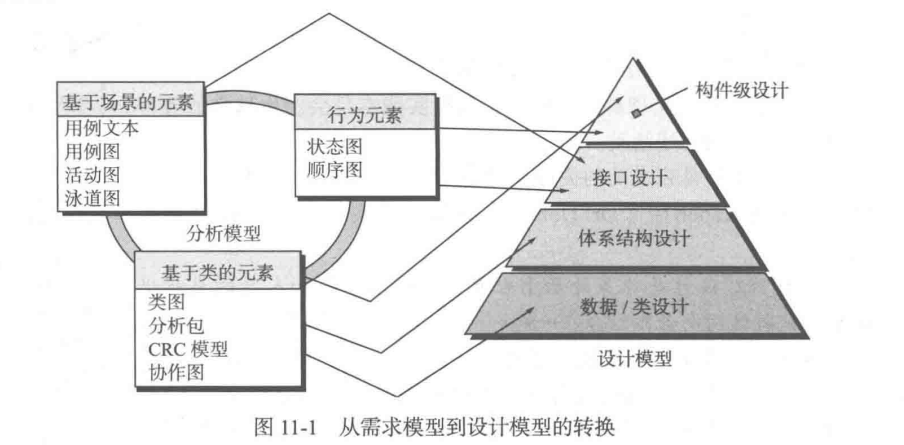 基于场景的元素
用例文本
用例图
活动图
泳道图
行为元素
状态图
顺序图
分析模型
基于类的元素
类图
分析包
CRC 模型
协作图
构件级设计
接口设计
体系结构设计
数据 / 类设计
设计模型
图 11-1 从需求模型到设计模型的转换